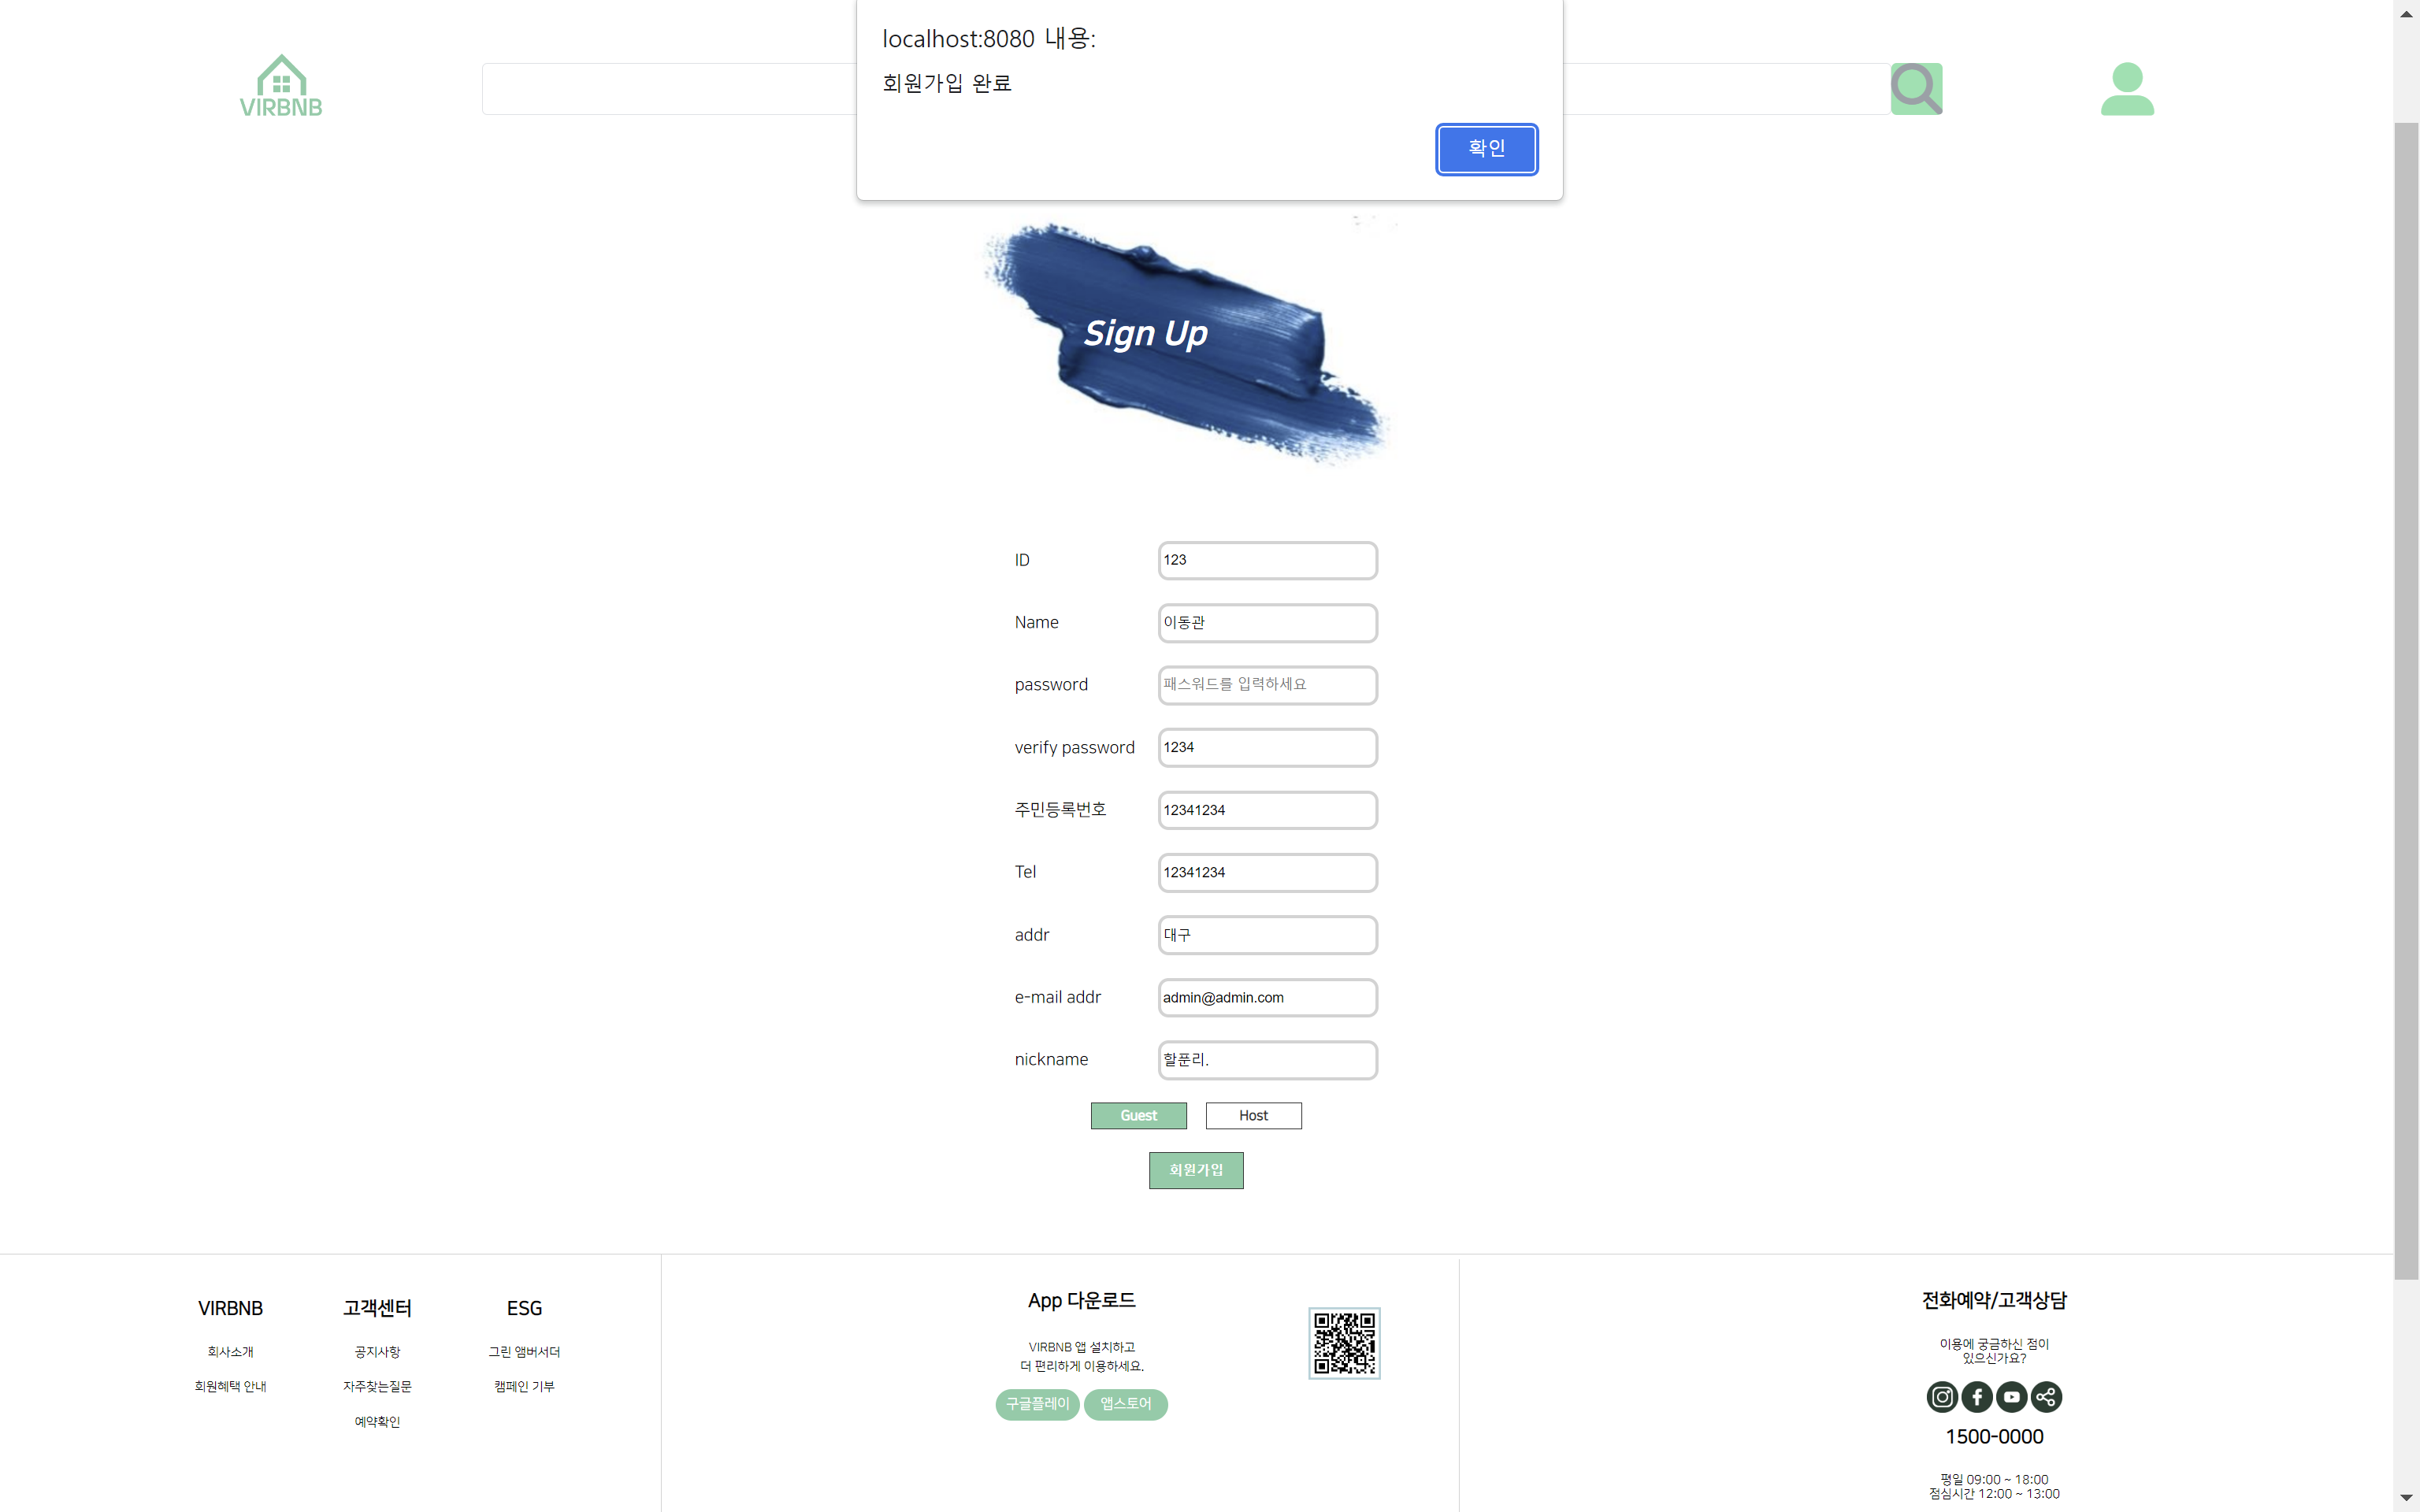 localhost:8080 내용:
회원가입 완료
확인
VIRBNB
Sign Up
ID
123
Name
이동관
password
패스워드를 입력하세요
verify password
1234
주민등록번호
12341234
Tel
12341234
addr
대구
e-mail addr
admin@admin.com
nickname
할푼리.
Guest
Host
회원가입
VIRBNB
회사소개
회원혜택 안내
고객센터
공지사항
자주찾는질문
예약확인
ESG
그린 앰버서더
캠페인 기부
App 다운로드
VIRBNB 앱 설치하고
더 편리하게 이용하세요.
구글플레이
앱스토어
전화예약/고객상담
이용에 궁금하신 점이
있으신가요?
1500-0000
평일 09:00 ~ 18:00
점심시간 12:00 ~ 13:00